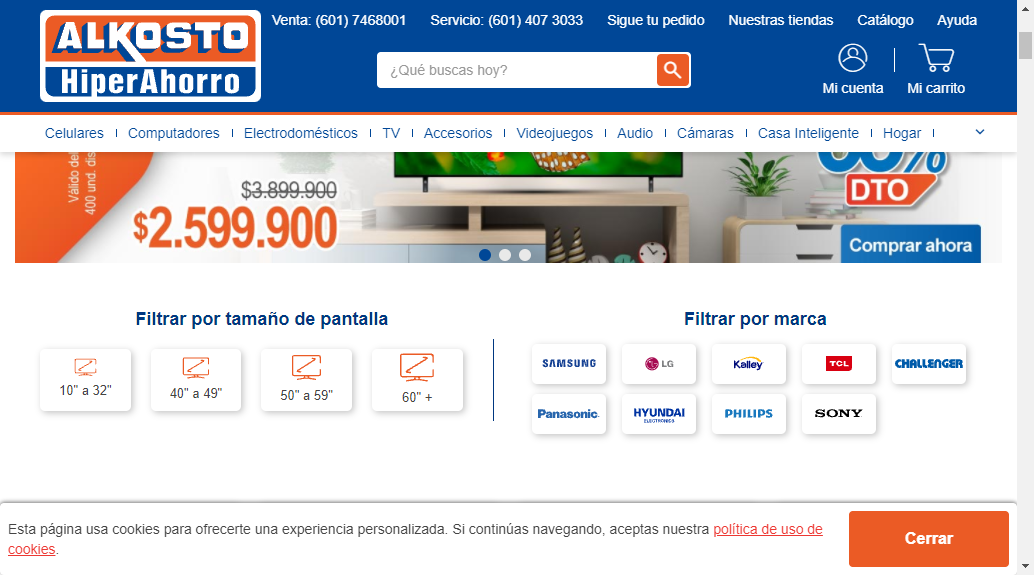 Venta: (601) 7468001 Servicio: (601) 407 3033 Sigue tu pedido Nuestras tiendas Catálogo Ayuda
ALKOSTO
HiperAhorro
¿Qué buscas hoy?
Mi cuenta Mi carrito
Celulares Computadores Electrodomésticos TV Accesorios Videojuegos Audio Cámaras Casa Inteligente Hogar
Válido del
400 und. dis
$3.899.900
$2.599.900
DTO
Comprar ahora
Filtrar por tamaño de pantalla
10" a 32" 40" a 49" 50" a 59" 60" +
Filtrar por marca
SAMSUNG LG Kalley TCL CHALLENGER
Panasonic HYUNDAI ELECTRONICS PHILIPS SONY
Esta página usa cookies para ofrecerte una experiencia personalizada. Si continúas navegando, aceptas nuestra política de uso de
cookies.
Cerrar